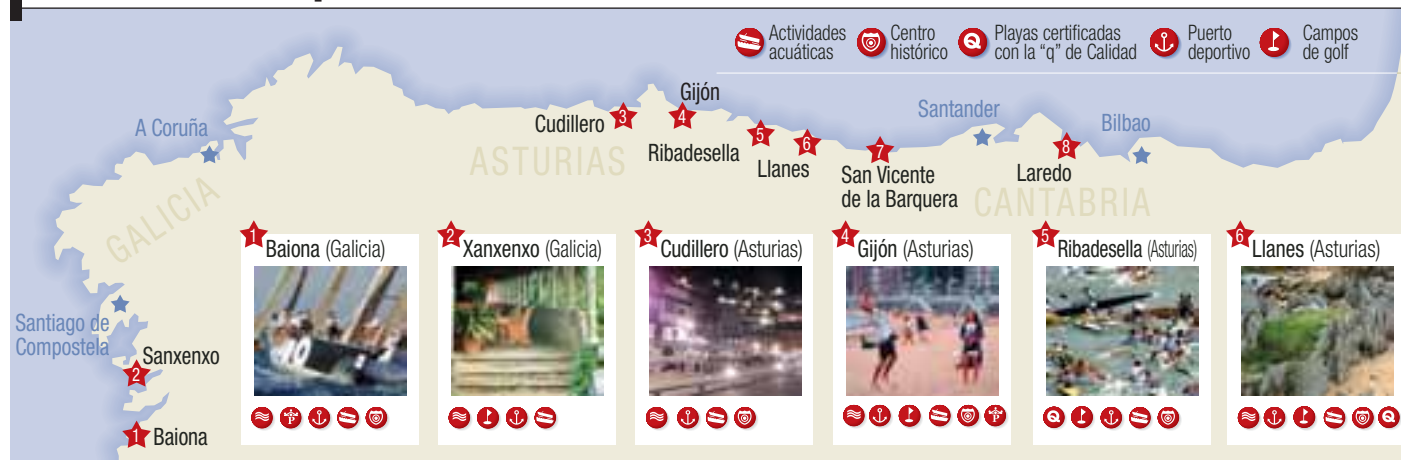 Actividades
acuáticas
Centro
histórico
Q
Playas certificadas
con la "q" de Calidad
Puerto
deportivo
Campos
de golf
A Coruña
GALICIA
Santiago de
Compostela
2
Sanxenxo
1
Baiona
ASTURIAS
Cudillero
3
Gijón
4
Ribadesella
5
Llanes
6
7
San Vicente
de la Barquera
Santander
CANTABRIA
Laredo
8
Bilbao
1
Baiona (Galicia)
P
2
Xanxenxo (Galicia)
3
Cudillero (Asturias)
4
Gijón (Asturias)
P
5
Ribadesella (Asturias)
Q
6
Llanes (Asturias)
Q